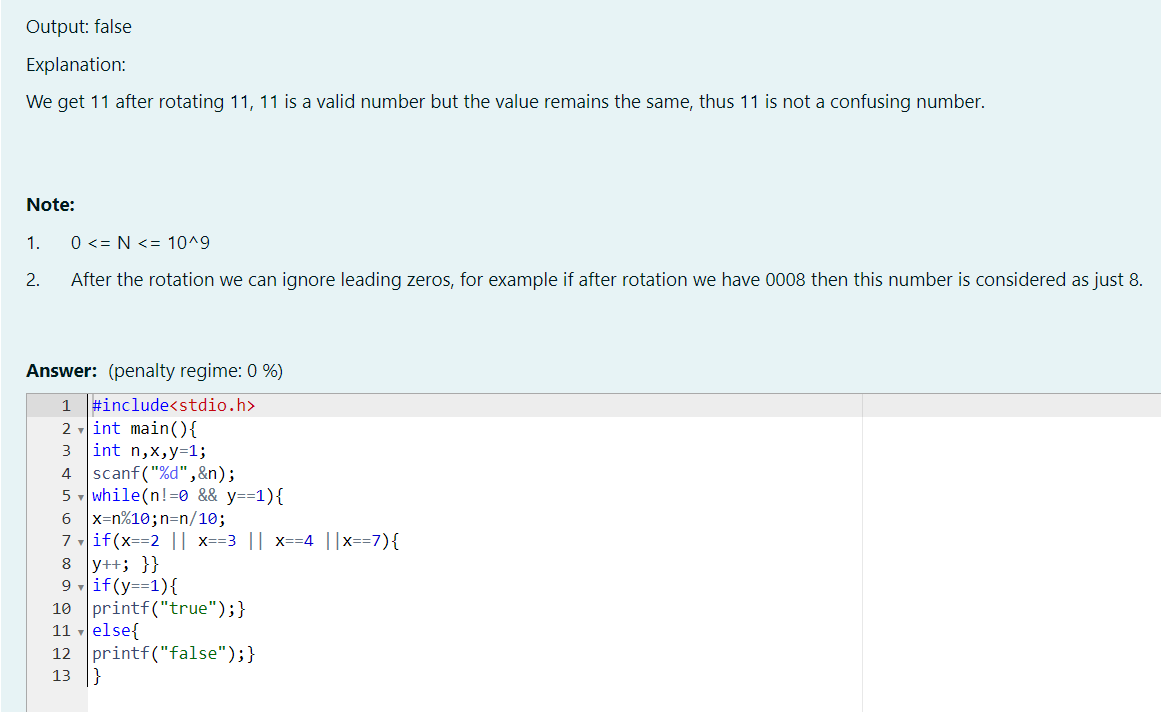 Output: false
Explanation:
We get 11 after rotating 11, 11 is a valid number but the value remains the same, thus 11 is not a confusing number.
Note:
1. 0 <= N <= 10^9
2. After the rotation we can ignore leading zeros, for example if after rotation we have 0008 then this number is considered as just 8.
Answer: (penalty regime: 0 %)
1 #include<stdio.h>
2 int main(){
3 int n,x,y=1;
4 scanf("%d",&n);
5 while(n!=0 && y==1){
6 x=n%10;n=n/10;
7 if(x==2 || x==3 || x==4 ||x==7){
8 y++; }}
9 if(y==1){
10 printf("true");}
11 else{
12 printf("false");}
13 }